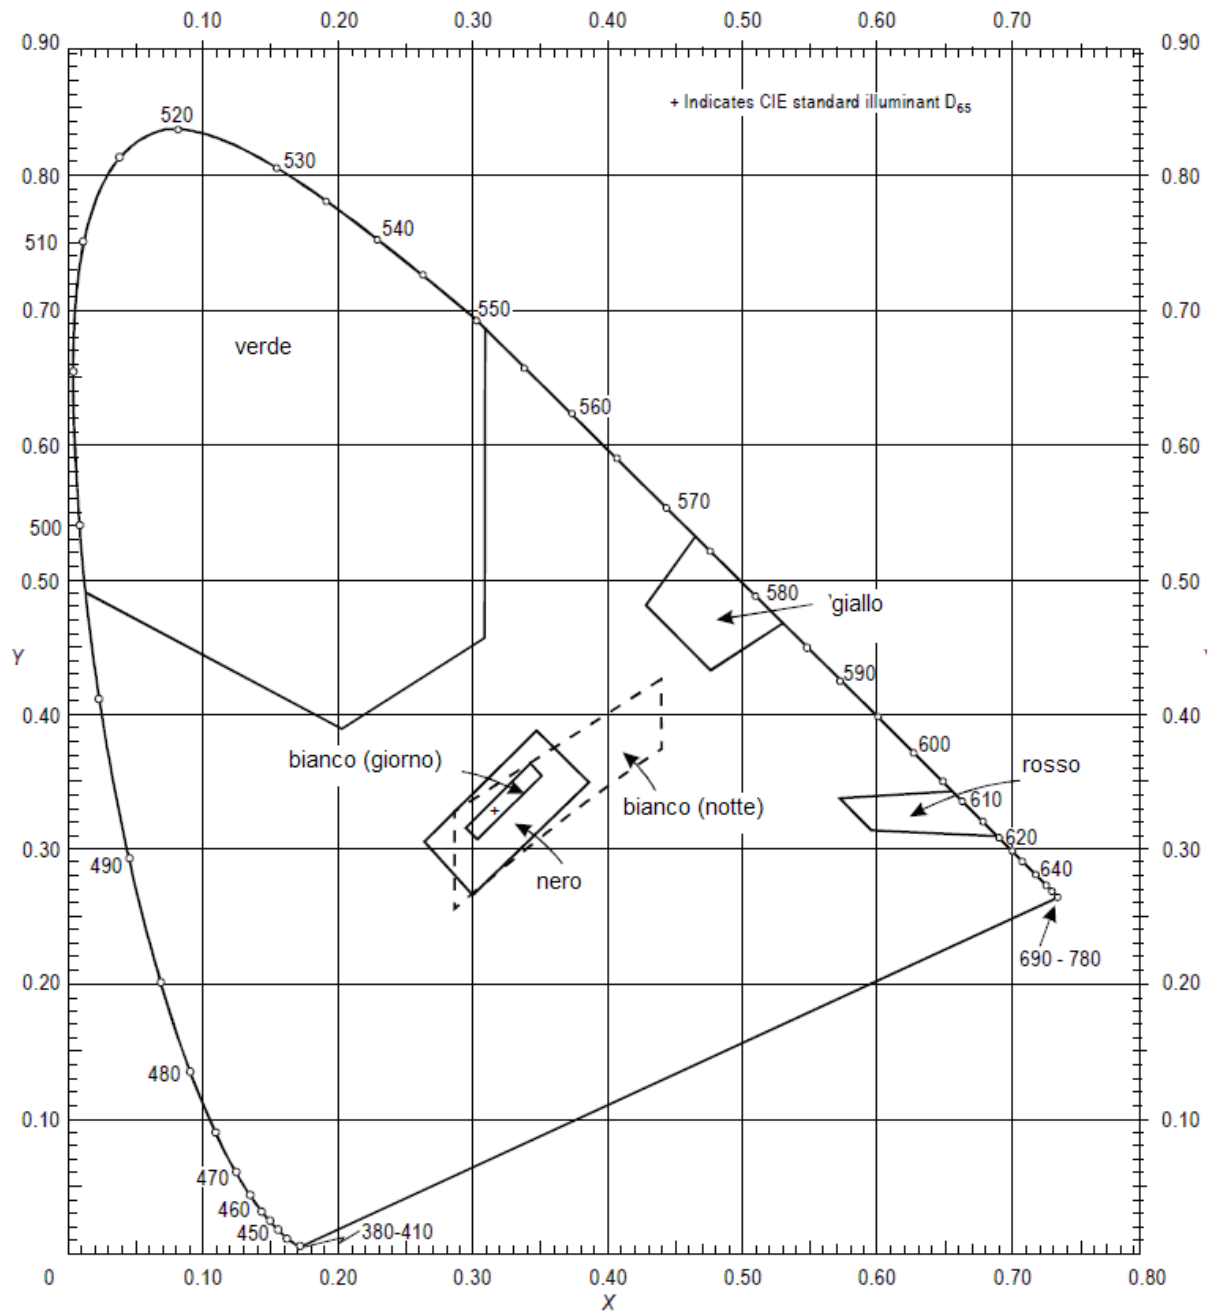 0.10 0.20 0.30 0.40 0.50 0.60 0.70
0.90 0.90
+ Indicates CIE standard illuminant D65
520
530
0.80 0.80
540
510
0.70 550 0.70
verde
560
0.60 0.60
570
500
0.50 580 0.50
'giallo
Y
590
0.40 0.40
600
bianco (giorno)
rosso
610
bianco (notte)
620
0.30 0.30
490
640
nero
690 - 780
0.20 0.20
480
0.10 0.10
470
460
450 380-410
0 0.10 0.20 0.30 0.40 0.50 0.60 0.70 0.80
X